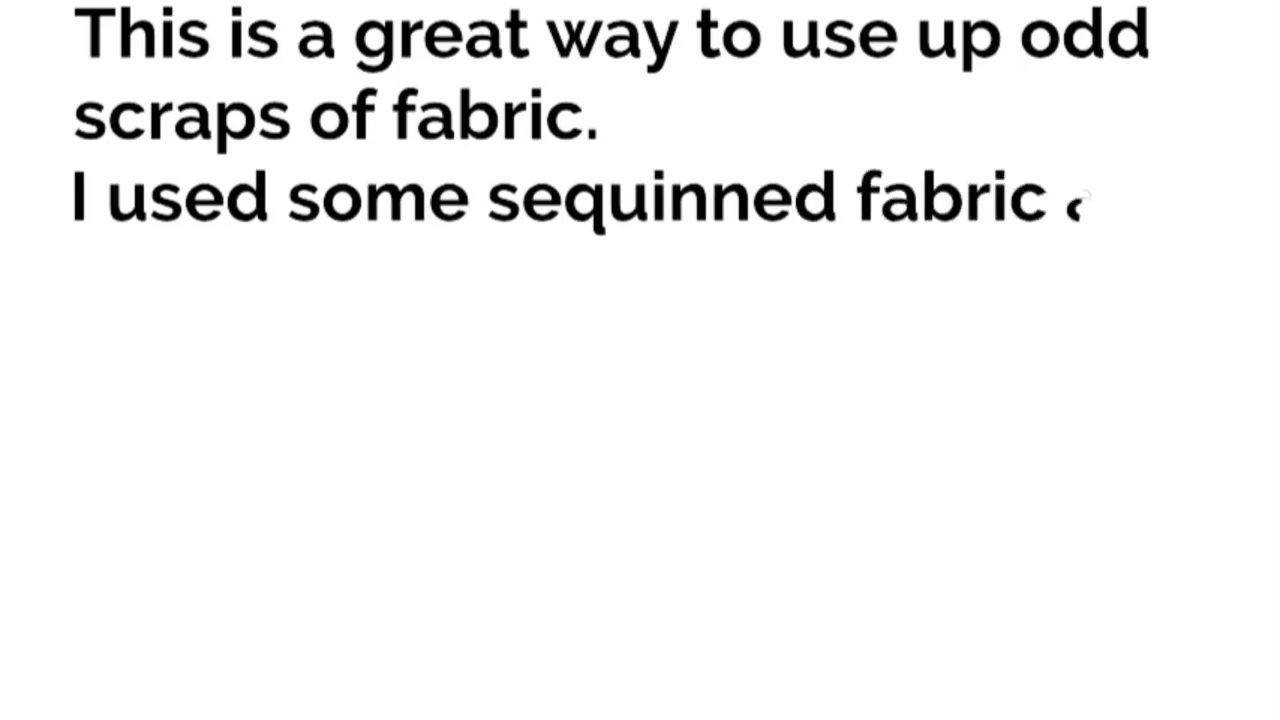 This is a great way to use up odd
scraps of fabric.
I used some sequinned fabric